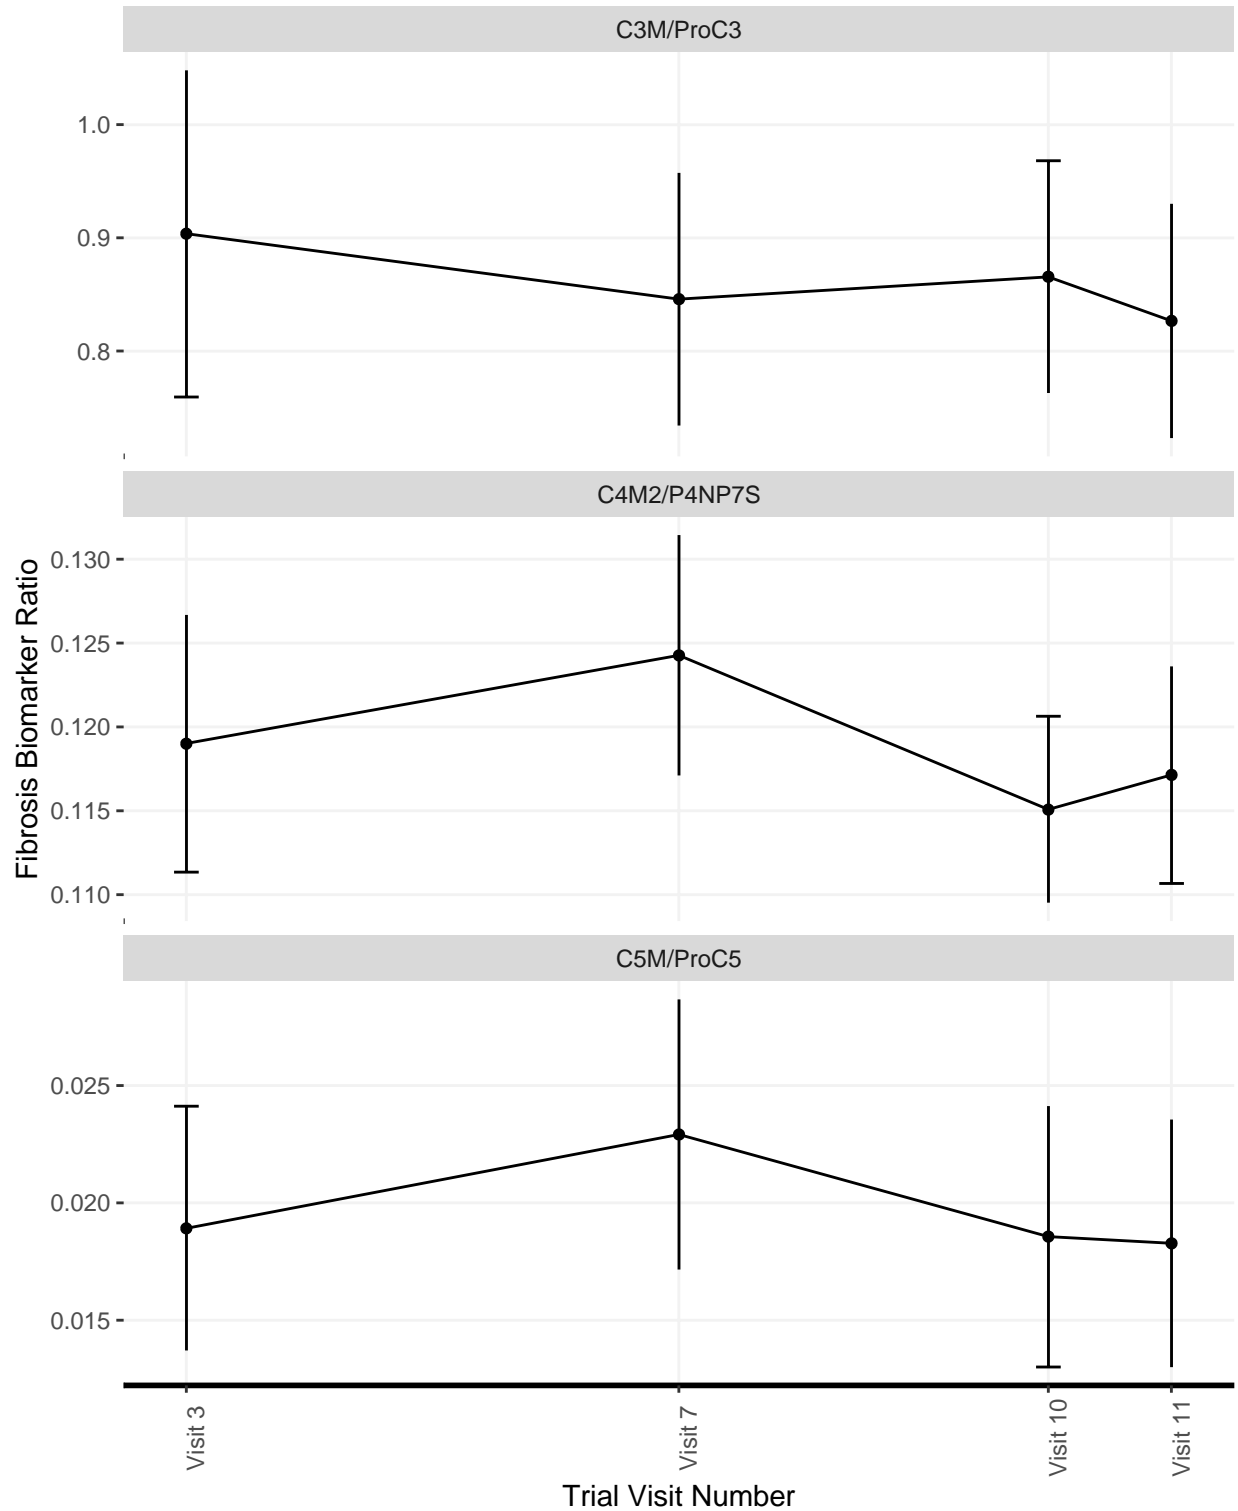 C3M/ProC3
1.0
0.9
0.8
C4M2/P4NP7S
0.130
0.125
0.120
0.115
0.110
C5M/ProC5
0.025
0.020
0.015
Fibrosis Biomarker Ratio
Visit 3
Visit 7
Visit 10
Visit 11
Trial Visit Number